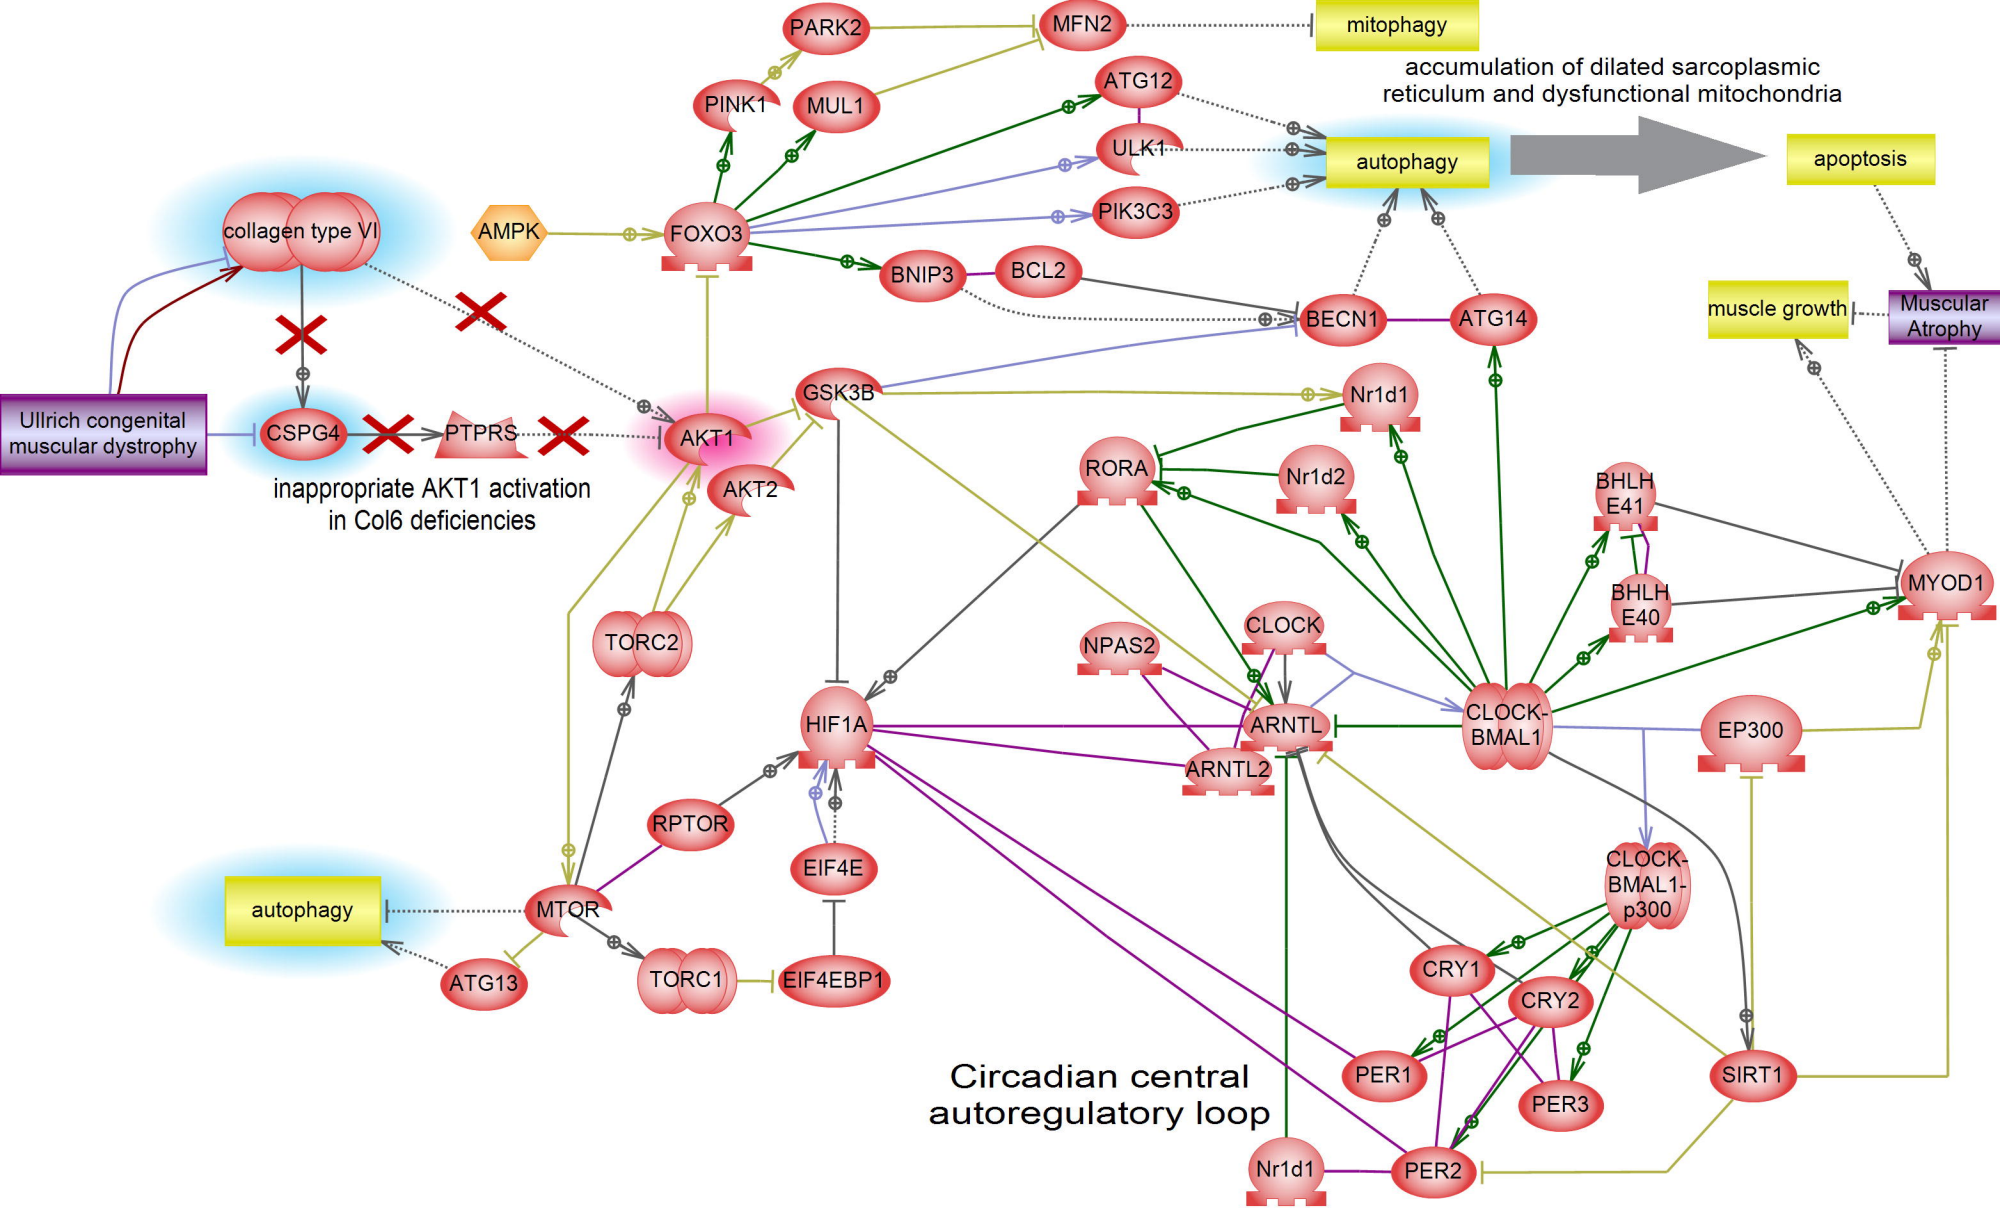 PARK2
MFN2
mitophagy
accumulation of dilated sarcoplasmic
reticulum and dysfunctional mitochondria
PINK1
MUL1
ATG12
ULK1
autophagy
apoptosis
collagen type VI
AMPK
FOXO3
PIK3C3
BNIP3
BCL2
BECN1
ATG14
muscle growth
Muscular
Atrophy
Ullrich congenital
muscular dystrophy
CSPG4
PTPRS
AKT1
GSK3B
Nr1d1
inappropriate AKT1 activation
in Col6 deficiencies
AKT2
RORA
Nr1d2
BHLH
E41
MYOD1
BHLH
E40
TORC2
NPAS2
CLOCK
HIF1A
ARNTL
CLOCK-
BMAL1
EP300
ARNTL2
RPTOR
EIF4E
CLOCK-
BMAL1-
p300
autophagy
MTOR
ATG13
TORC1
EIF4EBP1
CRY1
CRY2
Circadian central
autoregulatory loop
PER1
PER3
SIRT1
Nr1d1
PER2